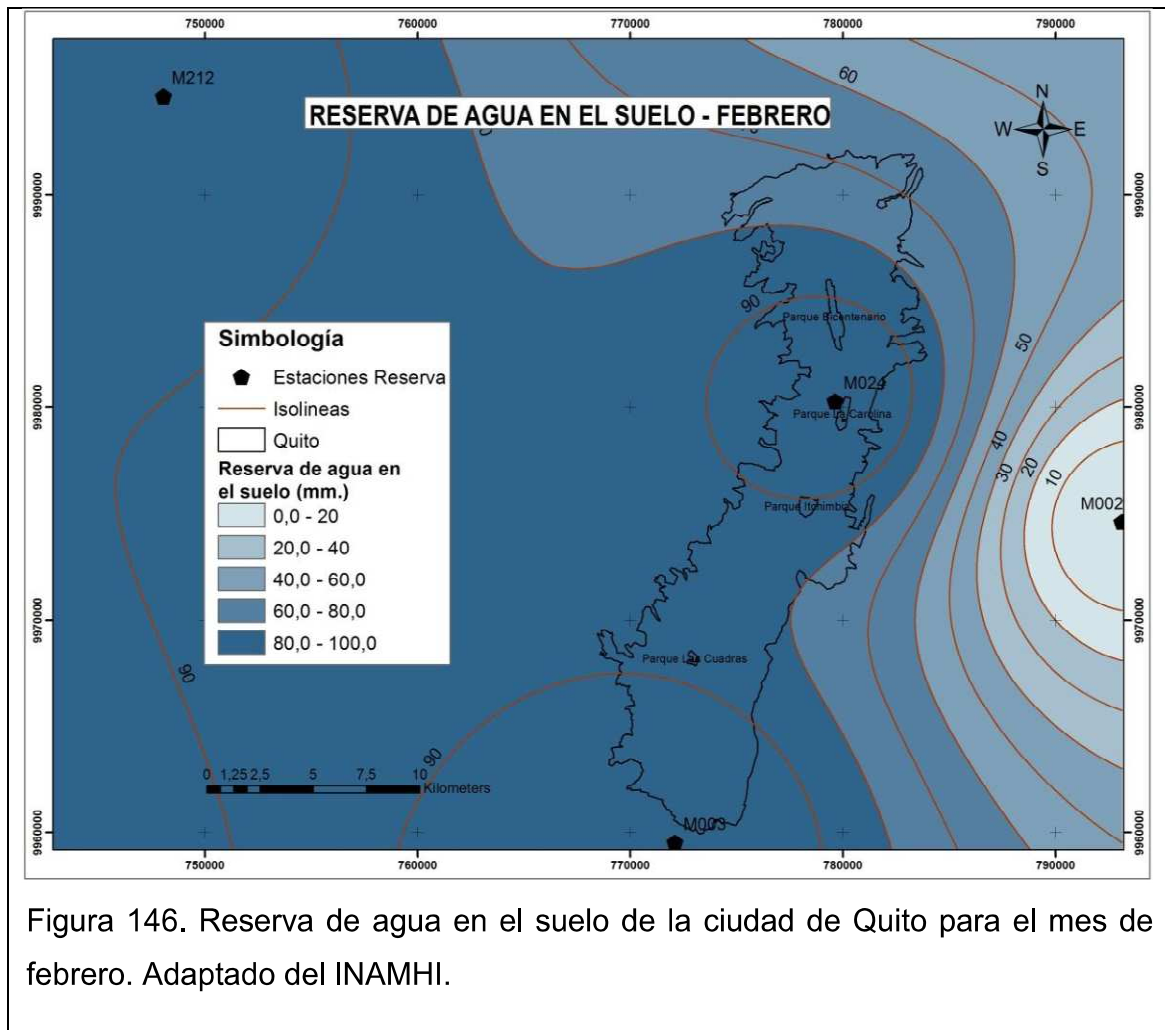 750000 760000 770000 780000 790000
M212
60
RESERVA DE AGUA EN EL SUELO - FEBRERO
N
W E
S
9990000 9990000
90
Parque Bicentenario
50
Simbología
Estaciones Reserva
Isolineas
Quito
Reserva de agua en
el suelo (mm.)
0,0 - 20
20,0 - 40
40,0 - 60,0
60,0 - 80,0
80,0 - 100,0
M024
9980000 9980000
Parque La Carolina
40
30
20
10
M002
Parque Itchimbia
9970000 9970000
Parque Las Cuadras
90
90
0 1,25 2,5 5 7,5 10
Kilometers
M003
9960000 9960000
750000 760000 770000 780000 790000
Figura 146. Reserva de agua en el suelo de la ciudad de Quito para el mes de
febrero. Adaptado del INAMHI.